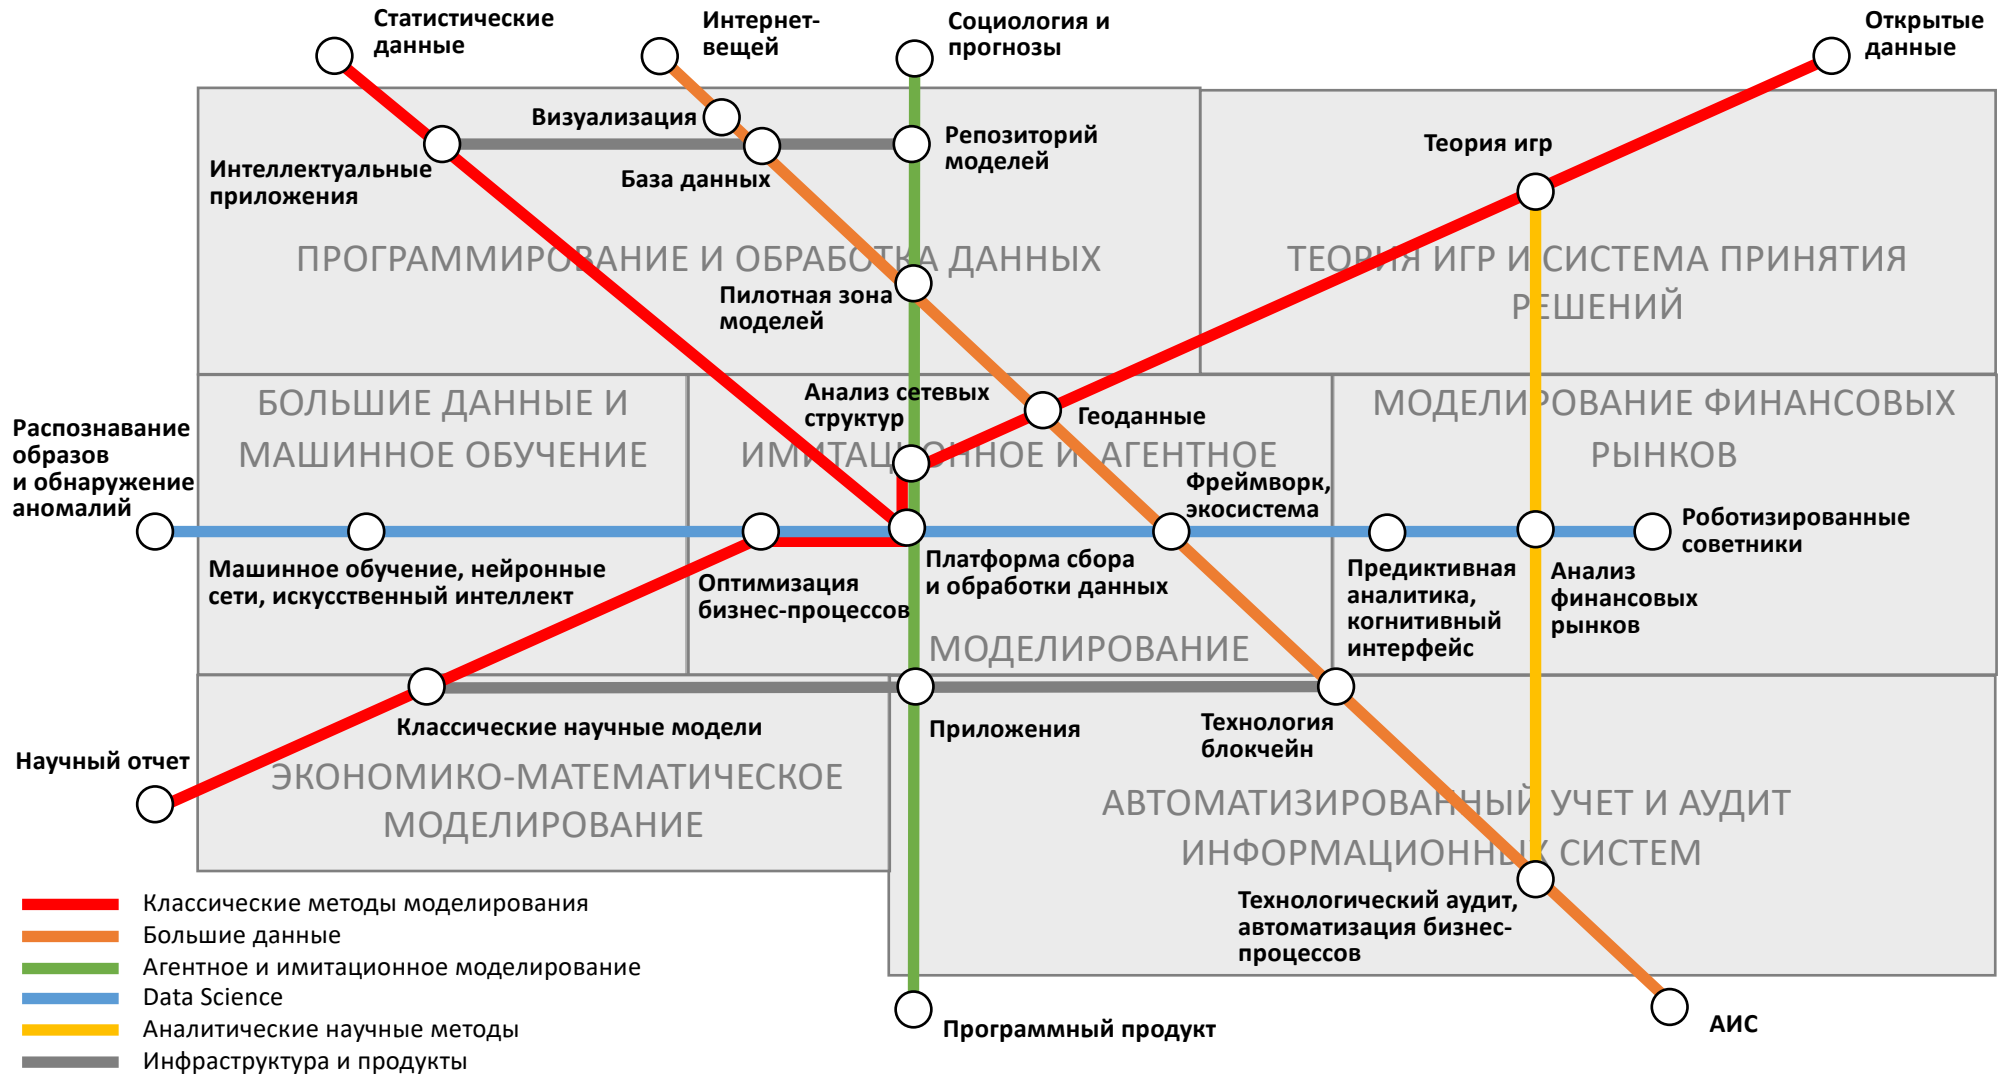 Статистические
данные
Интернет-
вещей
Социология и
прогнозы
Открытые
данные
Визуализация
Репозиторий
моделей
Теория игр
Интеллектуальные
приложения
База данных
ПРОГРАММИРОВАНИЕ И ОБРАБОТКА ДАННЫХ
ТЕОРИЯ ИГР И СИСТЕМА ПРИНЯТИЯ
РЕШЕНИЙ
Пилотная зона
моделей
БОЛЬШИЕ ДАННЫЕ И
МАШИННОЕ ОБУЧЕНИЕ
Анализ сетевых
структур
Геоданные
ИМИТАЦИОННОЕ И АГЕНТНОЕ
МОДЕЛИРОВАНИЕ ФИНАНСОВЫХ
РЫНКОВ
Распознавание
образов
и обнаружение
аномалий
Фреймворк,
экосистема
Роботизированные
советники
Машинное обучение, нейронные
сети, искусственный интеллект
Оптимизация
бизнес-процессов
Платформа сбора
и обработки данных
Предиктивная
аналитика,
когнитивный
интерфейс
Анализ
финансовых
рынков
МОДЕЛИРОВАНИЕ
Классические научные модели
Приложения
Технология
блокчейн
Научный отчет
ЭКОНОМИКО-МАТЕМАТИЧЕСКОЕ
МОДЕЛИРОВАНИЕ
АВТОМАТИЗИРОВАННЫЙ УЧЕТ И АУДИТ
ИНФОРМАЦИОННЫХ СИСТЕМ
Технологический аудит,
автоматизация бизнес-
процессов
Программный продукт
АИС
Классические методы моделирования
Большие данные
Агентное и имитационное моделирование
Data Science
Аналитические научные методы
Инфраструктура и продукты